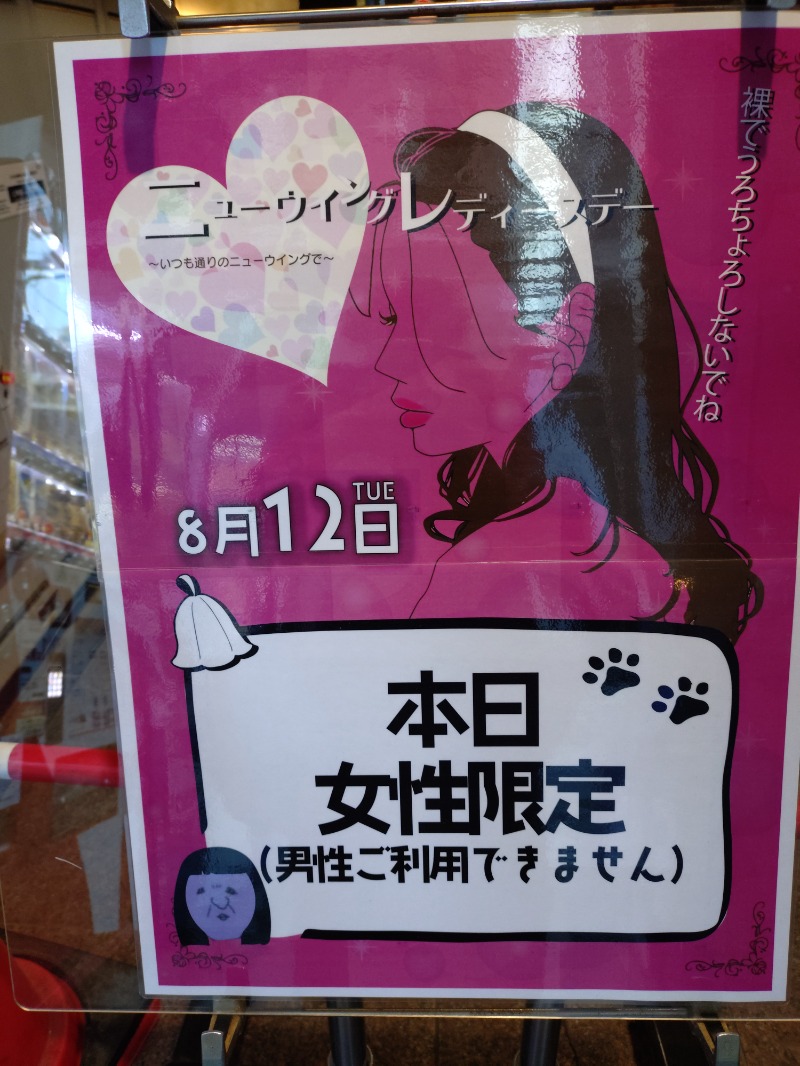 裸でうろちょろしないでね
ニューウイングレディースデー
～いつも通りのニューウイングで～
8月12日
TUE
本日
女性限定
(男性ご利用できません)